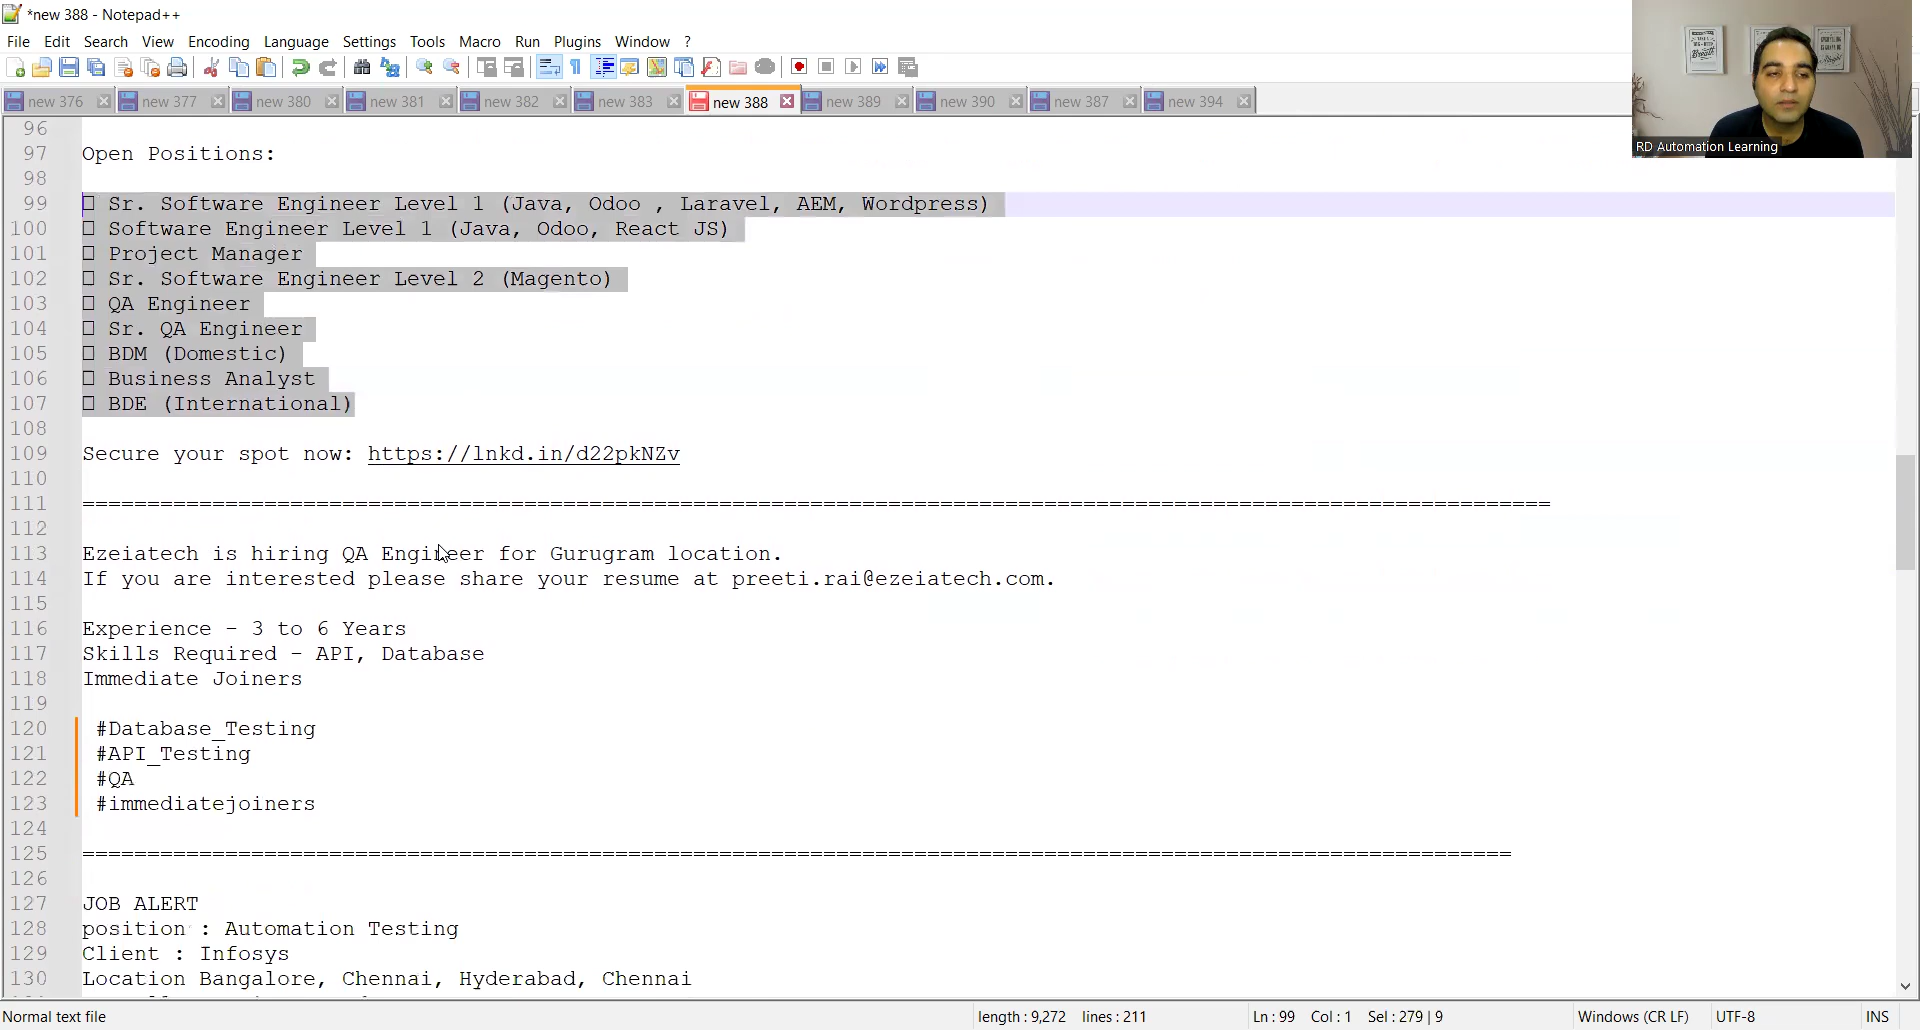 *new 388 - Notepad++
File Edit Search View Encoding Language Settings Tools Macro Run Plugins Window ?
new 376 new 377 new 380 new 381 new 382 new 383 new 388 new 389 new 390 new 387 new 394
RD Automation Learning
96
97 Open Positions:
98
99 Sr. Software Engineer Level 1 (Java, Odoo , Laravel, AEM, Wordpress)
100 Software Engineer Level 1 (Java, Odoo, React JS)
101 Project Manager
102 Sr. Software Engineer Level 2 (Magento)
103 QA Engineer
104 Sr. QA Engineer
105 BDM (Domestic)
106 Business Analyst
107 BDE (International)
108
109 Secure your spot now: https://lnkd.in/d22pkNZv
110
111 =================================================================================================================
112
113 Ezeiatech is hiring QA Engineer for Gurugram location.
114 If you are interested please share your resume at preeti.rai@ezeiatech.com.
115
116 Experience - 3 to 6 Years
117 Skills Required - API, Database
118 Immediate Joiners
119
120 #Database_Testing
121 #API_Testing
122 #QA
123 #immediatejoiners
124
125 ==============================================================================================================
126
127 JOB ALERT
128 position : Automation Testing
129 Client : Infosys
130 Location Bangalore, Chennai, Hyderabad, Chennai
Normal text file length : 9,272 lines : 211 Ln : 99 Col : 1 Sel : 279 | 9 Windows (CR LF) UTF-8 INS